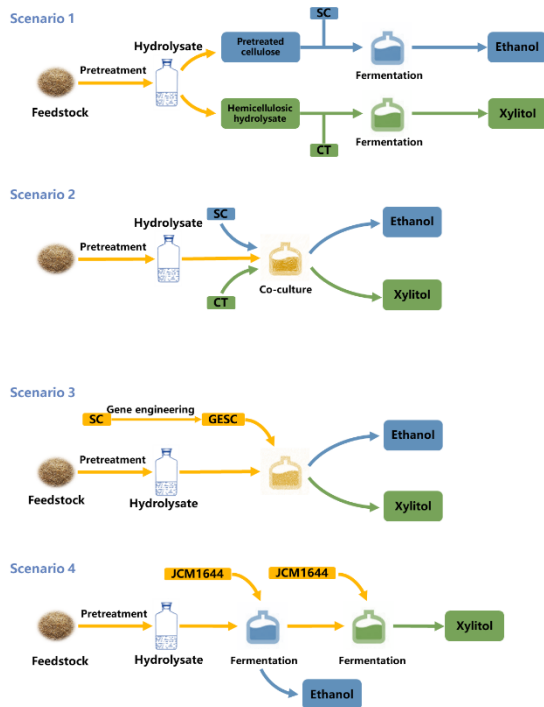 Scenario 1
SC
Hydrolysate
Pretreated
cellulose
Ethanol
Pretreatment
Fermentation
Feedstock
Hemicellulosic
hydrolysate
Xylitol
CT
Fermentation
Scenario 2
Hydrolysate
SC
Ethanol
Pretreatment
Co-culture
CT
Xylitol
Scenario 3
Gene engineering
SC
GESC
Ethanol
Pretreatment
Feedstock
Hydrolysate
Xylitol
Scenario 4
JCM1644
JCM1644
Pretreatment
Xylitol
Feedstock
Hydrolysate
Fermentation
Fermentation
Ethanol